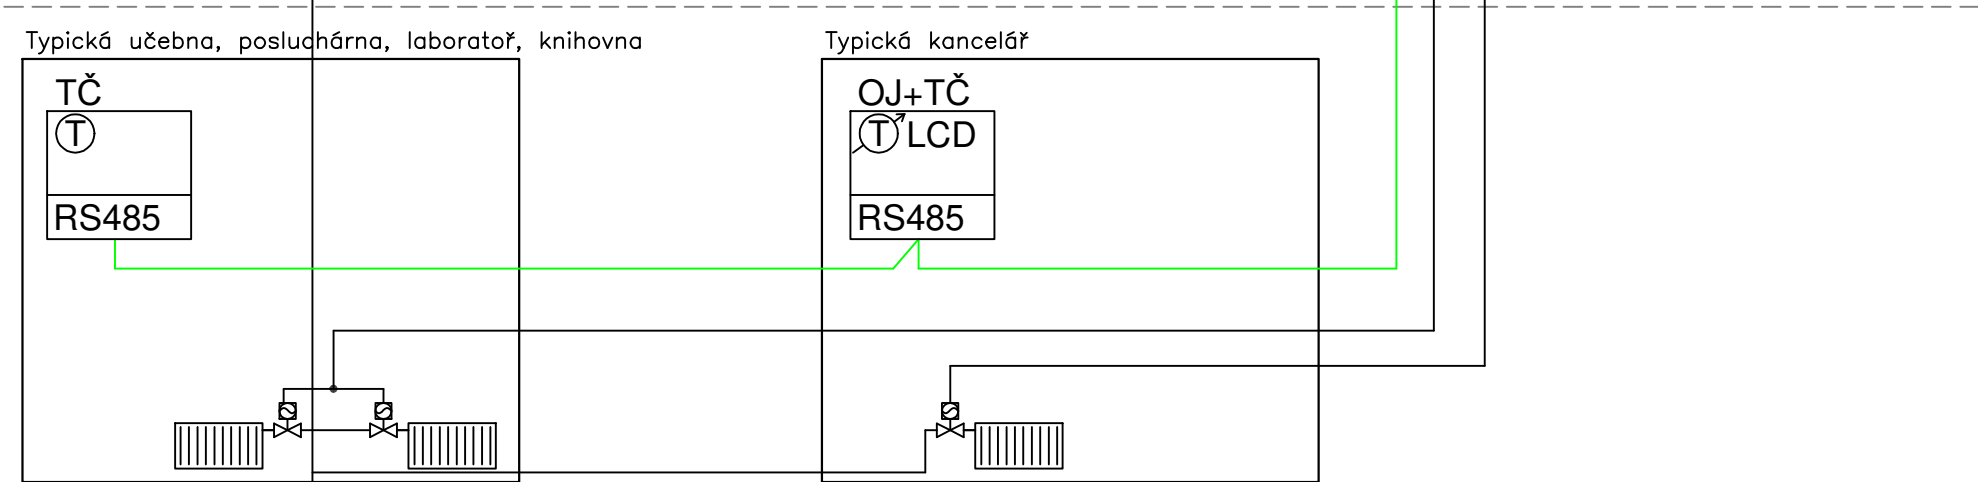 Typická učebna, posluchárna, laboratoř, knihovna
TČ
T
RS485
Typická kancelář
OJ+TČ
T LCD
RS485